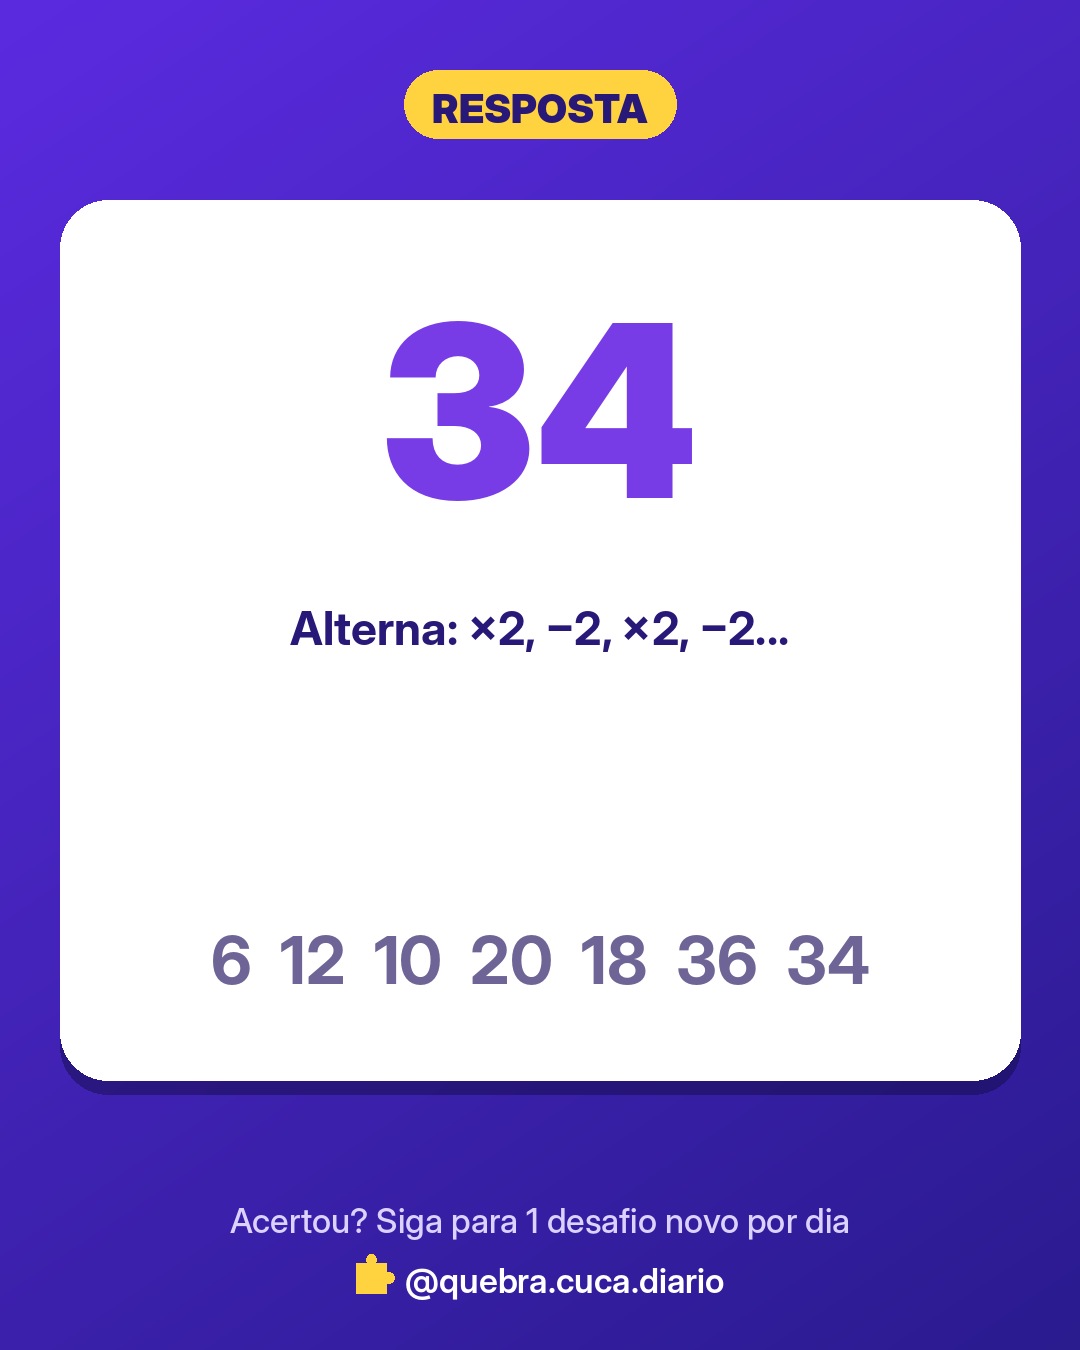 RESPOSTA
34
Alterna: ×2, −2, ×2, −2...
6 12 10 20 18 36 34
Acertou? Siga para 1 desafio novo por dia
@quebra.cuca.diario